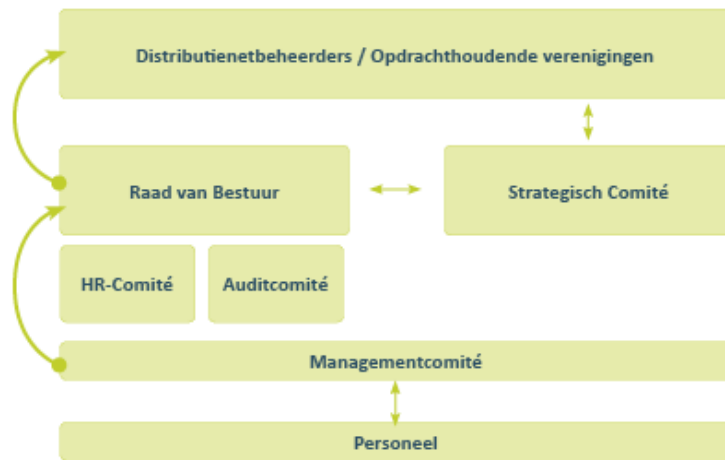 Distributienetbeheerders / Opdrachthoudende verenigingen
Raad van Bestuur
Strategisch Comité
HR-Comité
Auditcomité
Managementcomité
Personeel